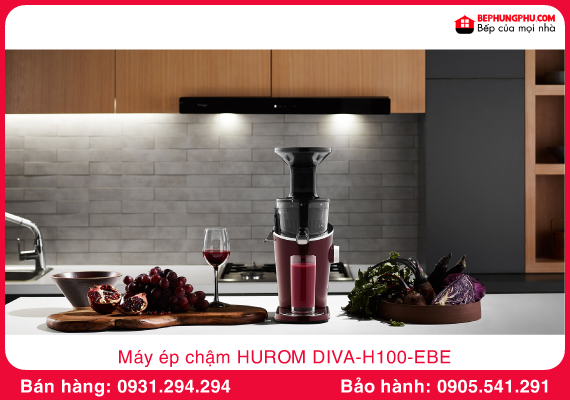 BEPHUNGPHU.COM
Bếp của mọi nhà
Máy ép chậm HUROM DIVA-H100-EBE
Bán hàng: 0931.294.294
Bảo hành: 0905.541.291